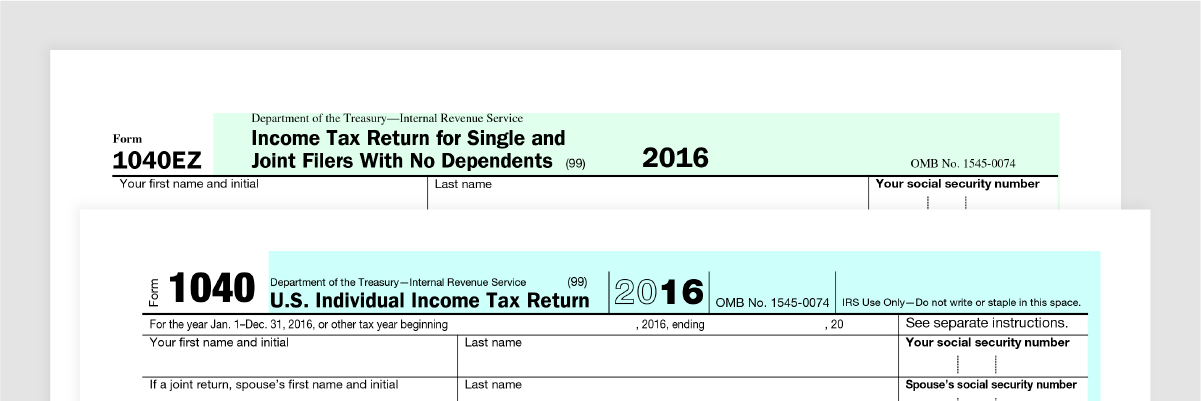 Department of the Treasury—Internal Revenue Service
Form
Income Tax Return for Single and
1040EZ Joint Filers With No Dependents (99) 2016 OMB No. 1545-0074
Your first name and initial Last name Your social security number
Form 1040 Department of the Treasury—Internal Revenue Service (99)
U.S. Individual Income Tax Return 2016 OMB No. 1545-0074 IRS Use Only—Do not write or staple in this space.
For the year Jan. 1–Dec. 31, 2016, or other tax year beginning , 2016, ending , 20 See separate instructions.
Your first name and initial Last name Your social security number
If a joint return, spouse's first name and initial Last name Spouse's social security number